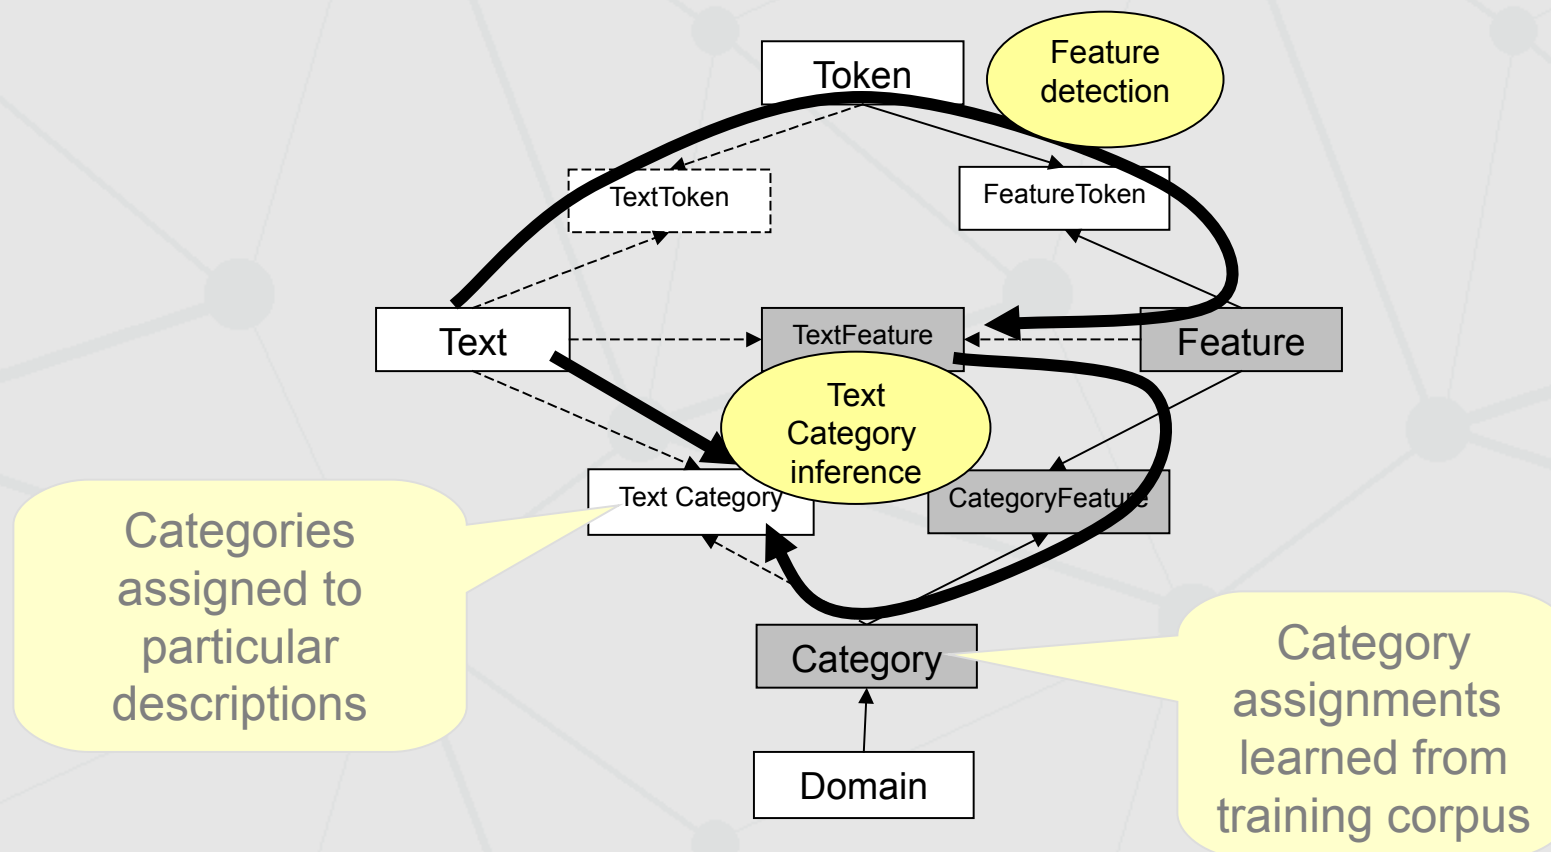 Token
Feature
detection
TextToken
FeatureToken
Text
TextFeature
Feature
Text
Category
inference
Text Category
CategoryFeature
Categories
assigned to
particular
descriptions
Category
Category
assignments
learned from
training corpus
Domain